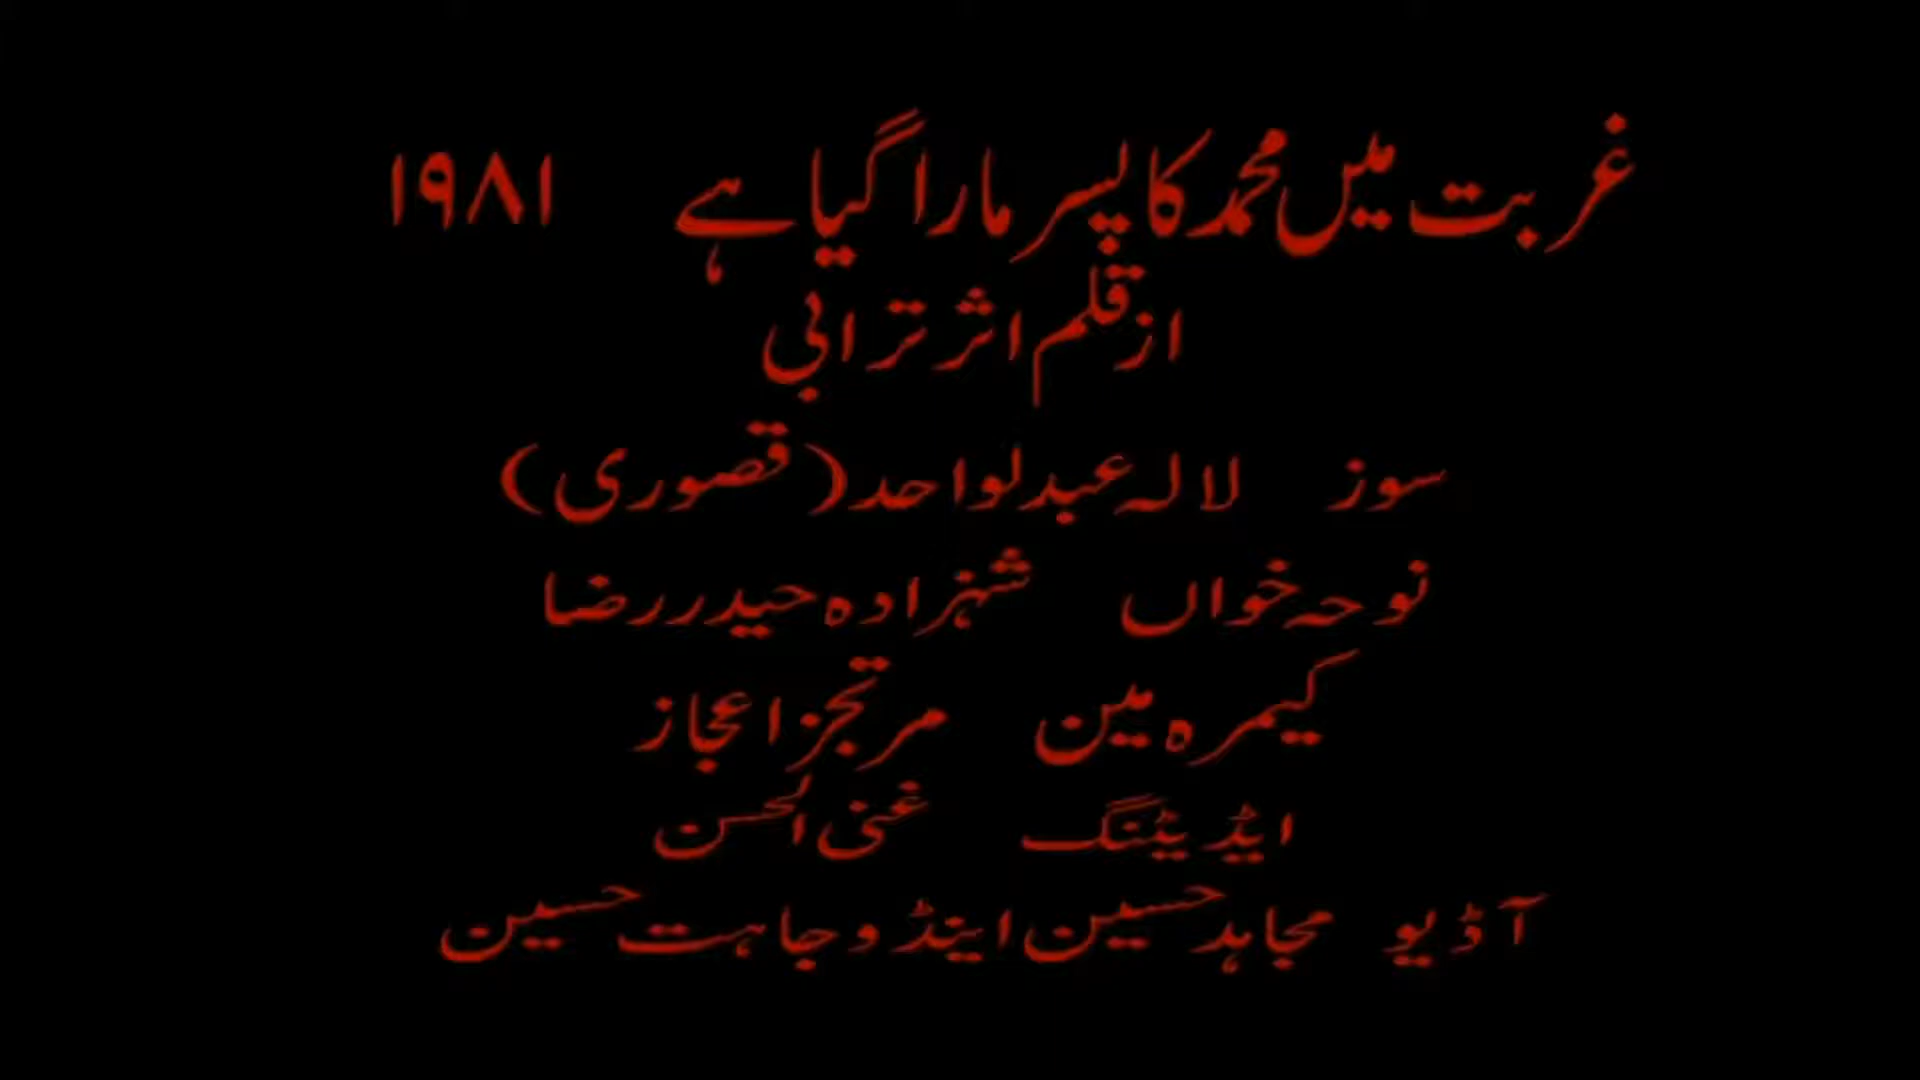 غربت میں محمد کا پسر مارا گیا ہے ۱۹۸۱
از قلم اثر ترابی
سوز لالہ عبدلواحد (قصوری)
نوحہ خواں شہزادہ حیدر رضا
کیمرہ مین مرتجز اعجاز
ایڈیٹنگ غنی الحسن
آڈیو مجاہد حسین اینڈ وجاہت حسین